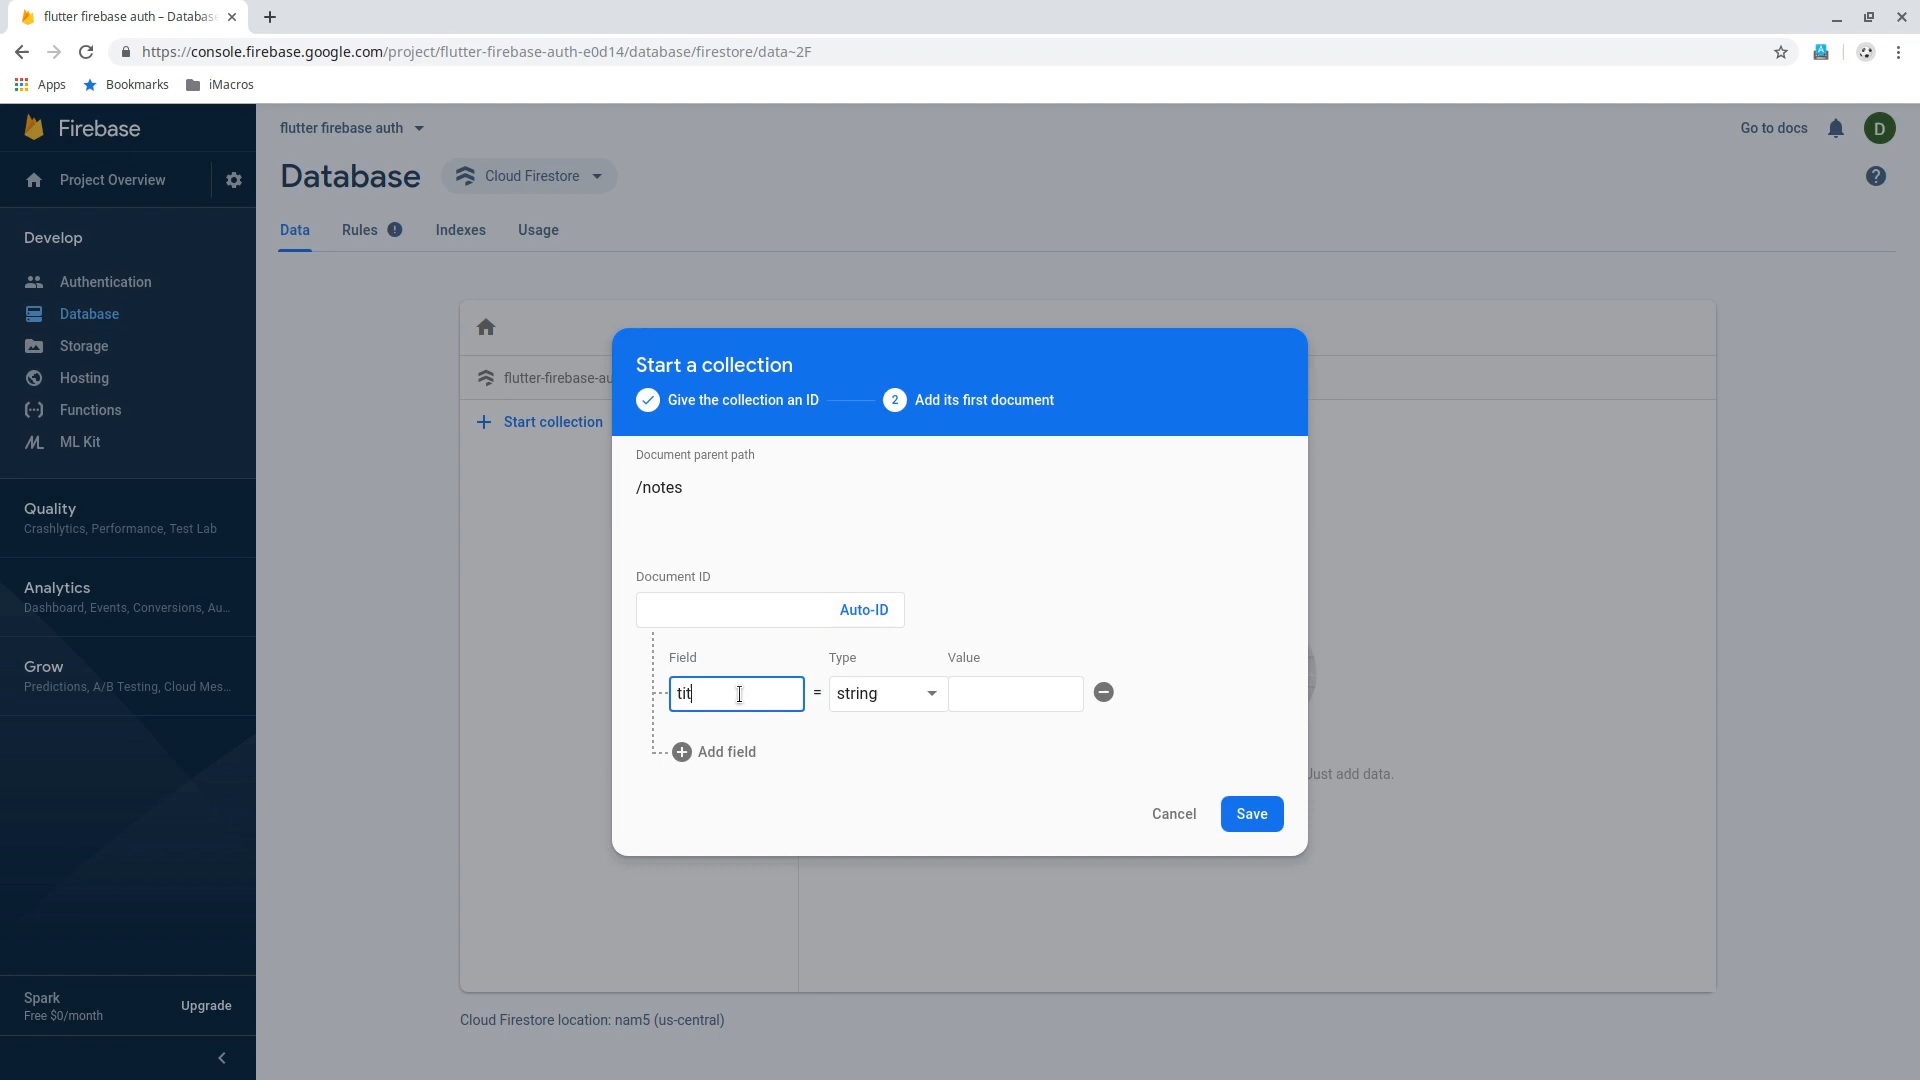 flutter firebase auth – Databas
https://console.firebase.google.com/project/flutter-firebase-auth-e0d14/database/firestore/data~2F
Apps
Bookmarks
iMacros
Firebase
flutter firebase auth
Go to docs
D
Project Overview
Database
Cloud Firestore
?
Develop
Data
Rules
!
Indexes
Usage
Authentication
Database
Storage
Hosting
Functions
ML Kit
flutter-firebase-au
Start collection
Start a collection
Give the collection an ID
2
Add its first document
Document parent path
/notes
Document ID
Auto-ID
Field
Type
Value
tit
=
string
Add field
Just add data.
Cancel
Save
Quality
Crashlytics, Performance, Test Lab
Analytics
Dashboard, Events, Conversions, Au...
Grow
Predictions, A/B Testing, Cloud Mes...
Spark
Free $0/month
Upgrade
Cloud Firestore location: nam5 (us-central)